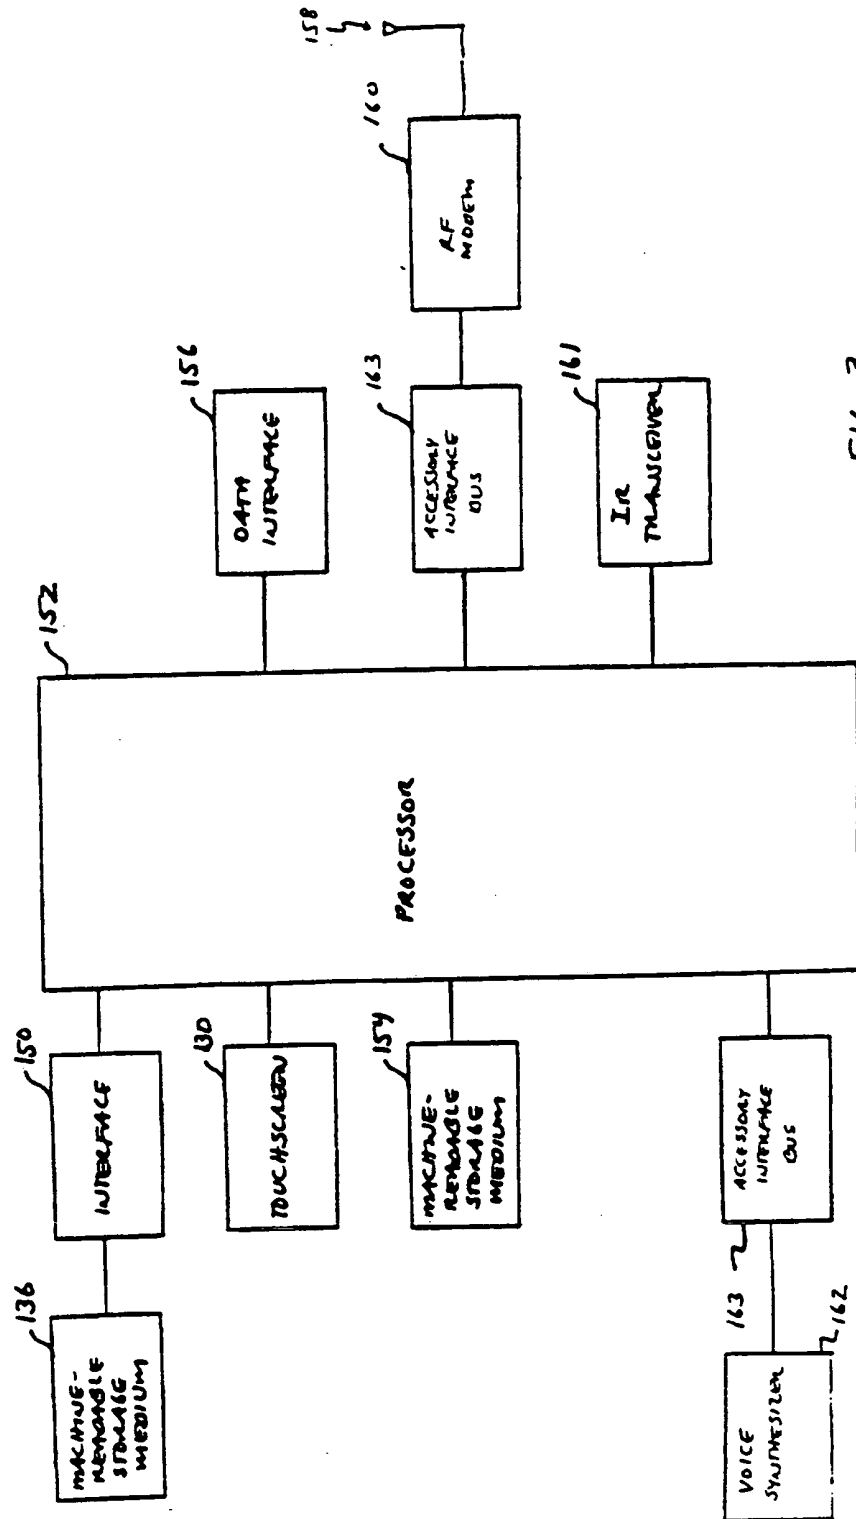 136
MACHINE-
READABLE
STORAGE
MEDIUM
150
INTERFACE
130
TOUCHSCREEN
154
MACHINE-
READABLE
STORAGE
MEDIUM
VOICE
SYNTHESIZER
162
163
ACCESSORY
INTERFACE
BUS
152
PROCESSOR
156
DATA
INTERFACE
163
ACCESSORY
INTERFACE
BUS
161
IR
TRANSCEIVER
160
RF
MODEM
158